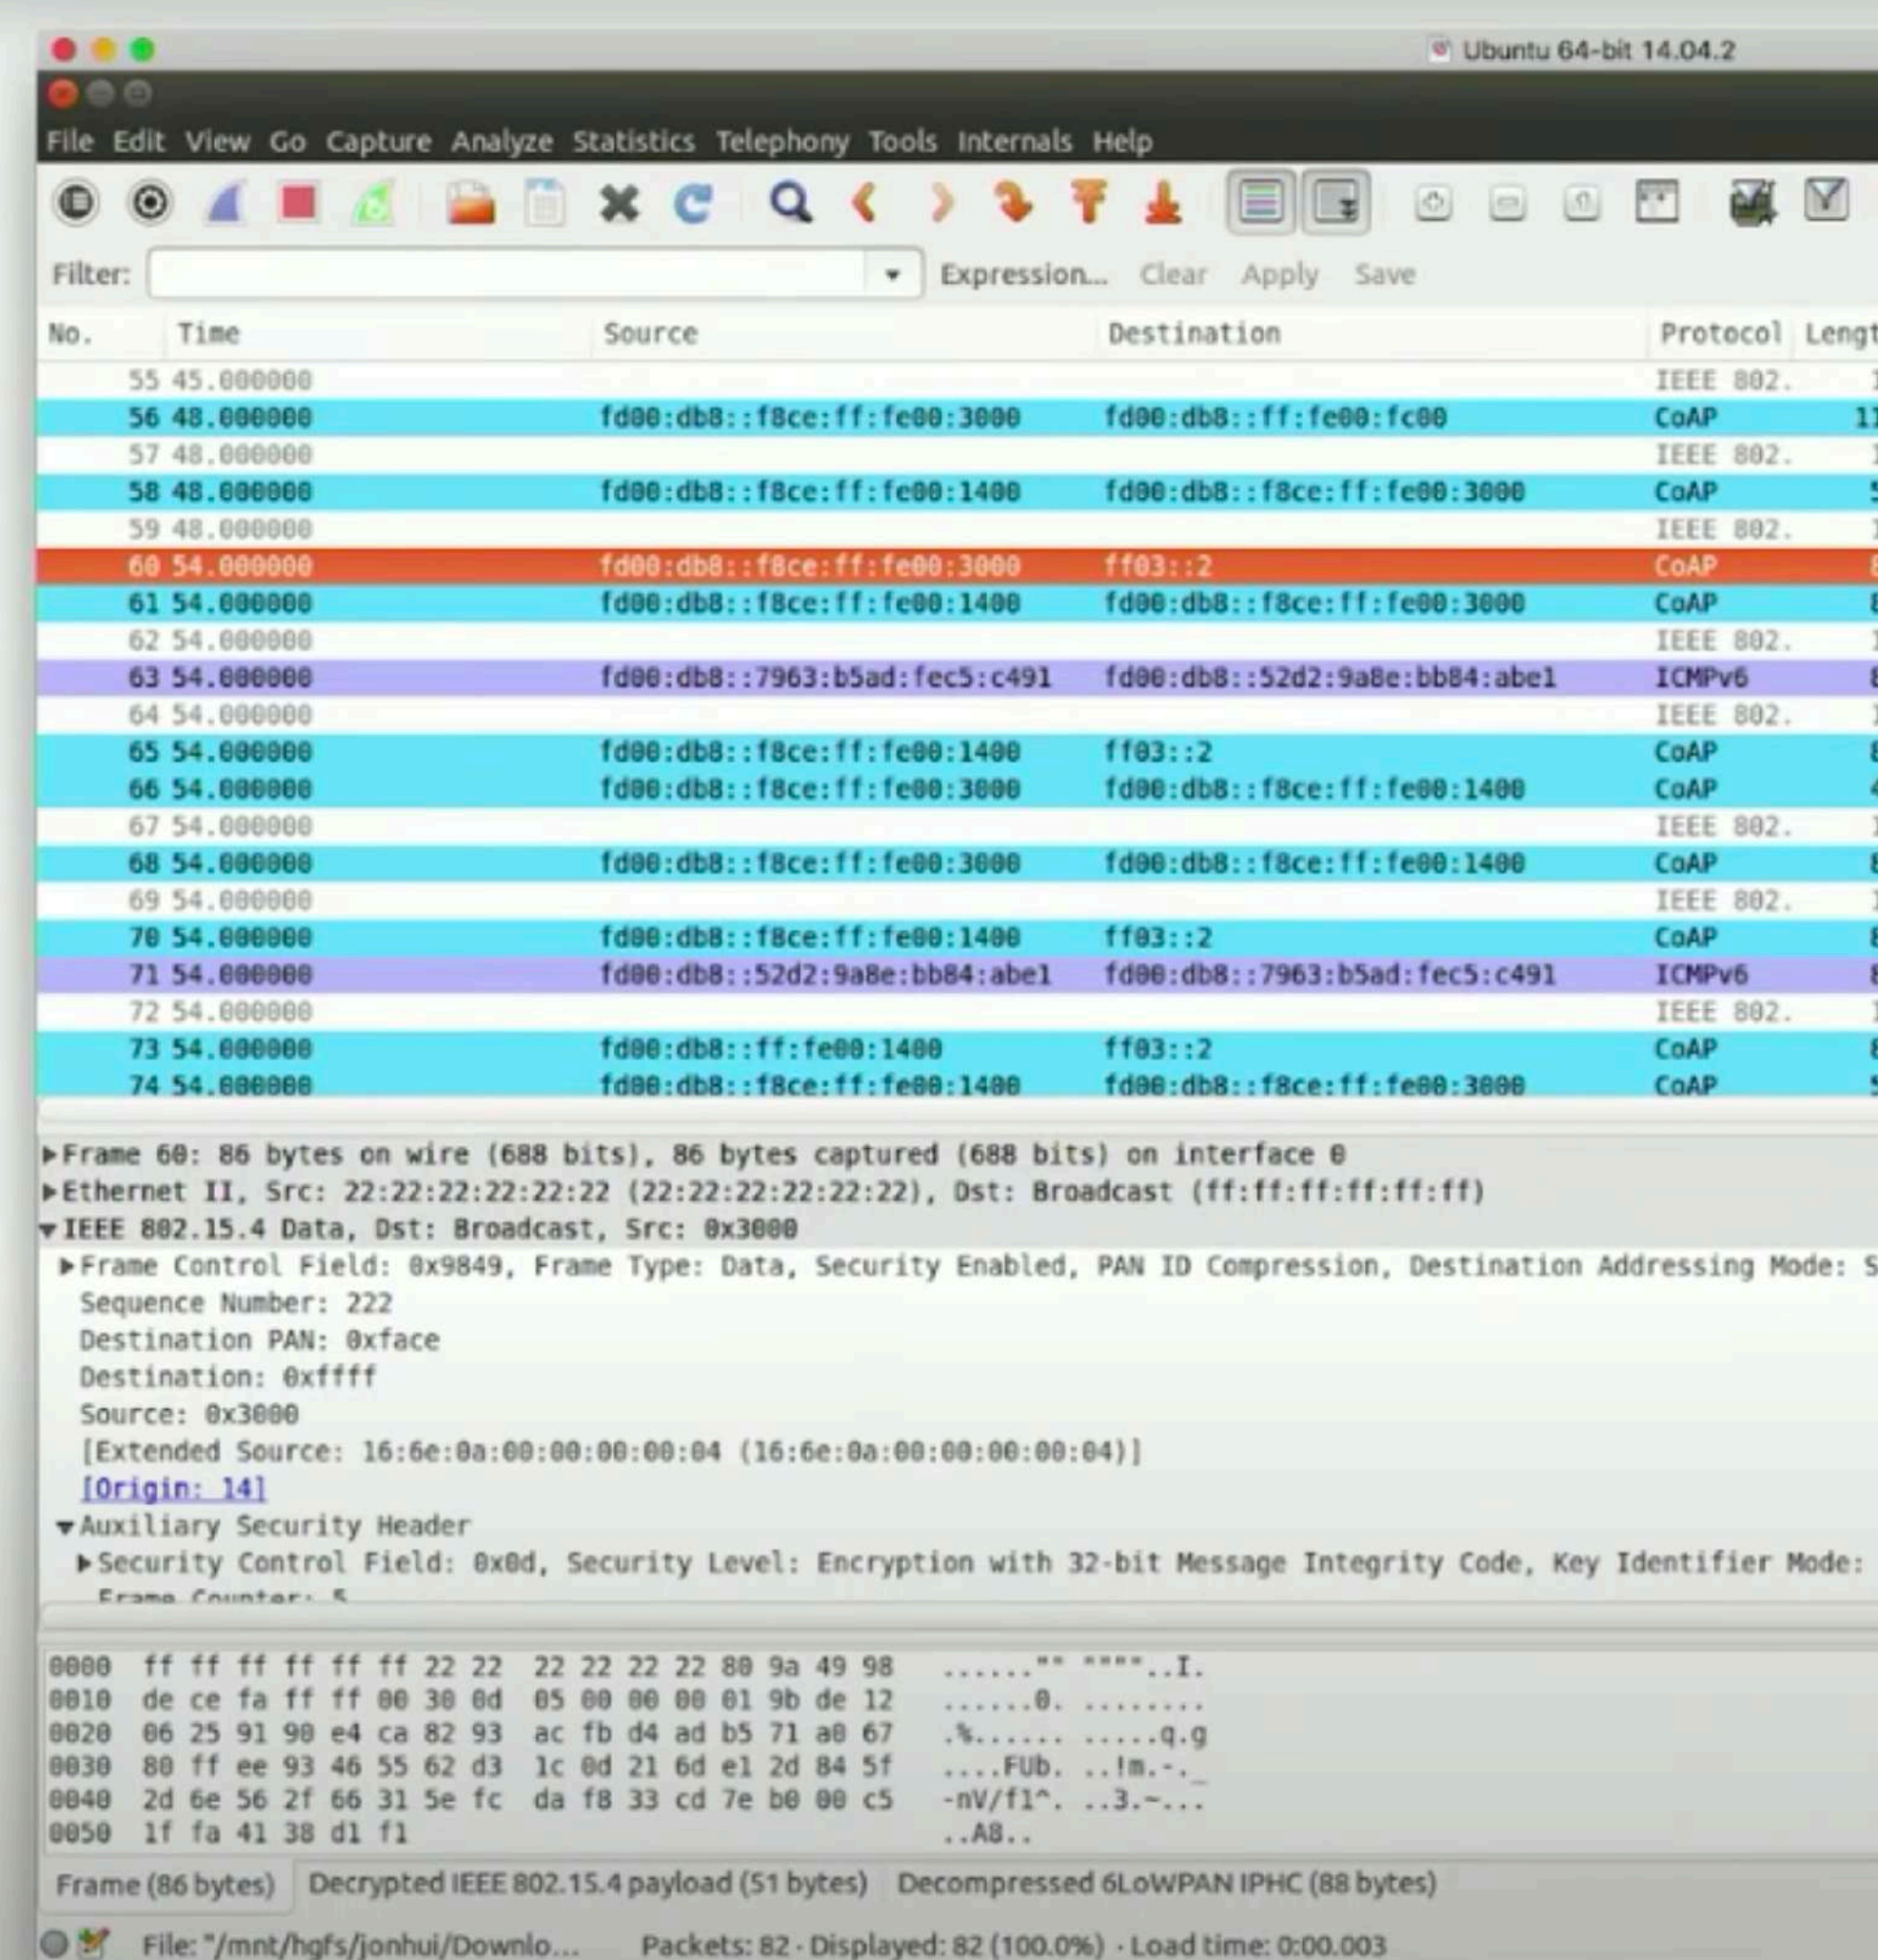 Ubuntu 64-bit 14.04.2
File Edit View Go Capture Analyze Statistics Telephony Tools Internals Help
Filter: Expression... Clear Apply Save
No. Time Source Destination Protocol Lengt
55 45.000000 IEEE 802.
56 48.000000 fd00:db8::f8ce:ff:fe00:3000 fd00:db8::ff:fe00:fc00 CoAP 11
57 48.000000 IEEE 802.
58 48.000000 fd00:db8::f8ce:ff:fe00:1400 fd00:db8::f8ce:ff:fe00:3000 CoAP 5
59 48.000000 IEEE 802.
60 54.000000 fd00:db8::f8ce:ff:fe00:3000 ff03::2 CoAP 8
61 54.000000 fd00:db8::f8ce:ff:fe00:1400 fd00:db8::f8ce:ff:fe00:3000 CoAP 8
62 54.000000 IEEE 802.
63 54.000000 fd00:db8::7963:b5ad:fec5:c491 fd00:db8::52d2:9a8e:bb84:abe1 ICMPv6 8
64 54.000000 IEEE 802.
65 54.000000 fd00:db8::f8ce:ff:fe00:1400 ff03::2 CoAP 8
66 54.000000 fd00:db8::f8ce:ff:fe00:3000 fd00:db8::f8ce:ff:fe00:1400 CoAP 4
67 54.000000 IEEE 802.
68 54.000000 fd00:db8::f8ce:ff:fe00:3000 fd00:db8::f8ce:ff:fe00:1400 CoAP 8
69 54.000000 IEEE 802.
70 54.000000 fd00:db8::f8ce:ff:fe00:1400 ff03::2 CoAP 8
71 54.000000 fd00:db8::52d2:9a8e:bb84:abe1 fd00:db8::7963:b5ad:fec5:c491 ICMPv6 8
72 54.000000 IEEE 802.
73 54.000000 fd00:db8::ff:fe00:1400 ff03::2 CoAP 8
74 54.000000 fd00:db8::f8ce:ff:fe00:1400 fd00:db8::f8ce:ff:fe00:3000 CoAP 5
Frame 60: 86 bytes on wire (688 bits), 86 bytes captured (688 bits) on interface 0
Ethernet II, Src: 22:22:22:22:22:22 (22:22:22:22:22:22), Dst: Broadcast (ff:ff:ff:ff:ff:ff)
IEEE 802.15.4 Data, Dst: Broadcast, Src: 0x3000
Frame Control Field: 0x9849, Frame Type: Data, Security Enabled, PAN ID Compression, Destination Addressing Mode: S
Sequence Number: 222
Destination PAN: 0xface
Destination: 0xffff
Source: 0x3000
[Extended Source: 16:6e:0a:00:00:00:00:04 (16:6e:0a:00:00:00:00:04)]
[Origin: 14]
Auxiliary Security Header
Security Control Field: 0x0d, Security Level: Encryption with 32-bit Message Integrity Code, Key Identifier Mode:
Frame Counter: 5
0000 ff ff ff ff ff ff 22 22 22 22 22 22 80 9a 49 98 ......"" """"..I.
0010 de ce fa ff ff 00 30 0d 05 00 00 00 01 9b de 12 ......0. ........
0020 06 25 91 90 e4 ca 82 93 ac fb d4 ad b5 71 a0 67 .%...... .....q.g
0030 80 ff ee 93 46 55 62 d3 1c 0d 21 6d e1 2d 84 5f ....FUb. ..!m.-._
0040 2d 6e 56 2f 66 31 5e fc da f8 33 cd 7e b0 00 c5 -nV/f1^. ..3.~...
0050 1f fa 41 38 d1 f1 ..A8..
Frame (86 bytes) Decrypted IEEE 802.15.4 payload (51 bytes) Decompressed 6LoWPAN IPHC (88 bytes)
File: "/mnt/hgfs/jonhui/Downlo... Packets: 82 · Displayed: 82 (100.0%) · Load time: 0:00.003